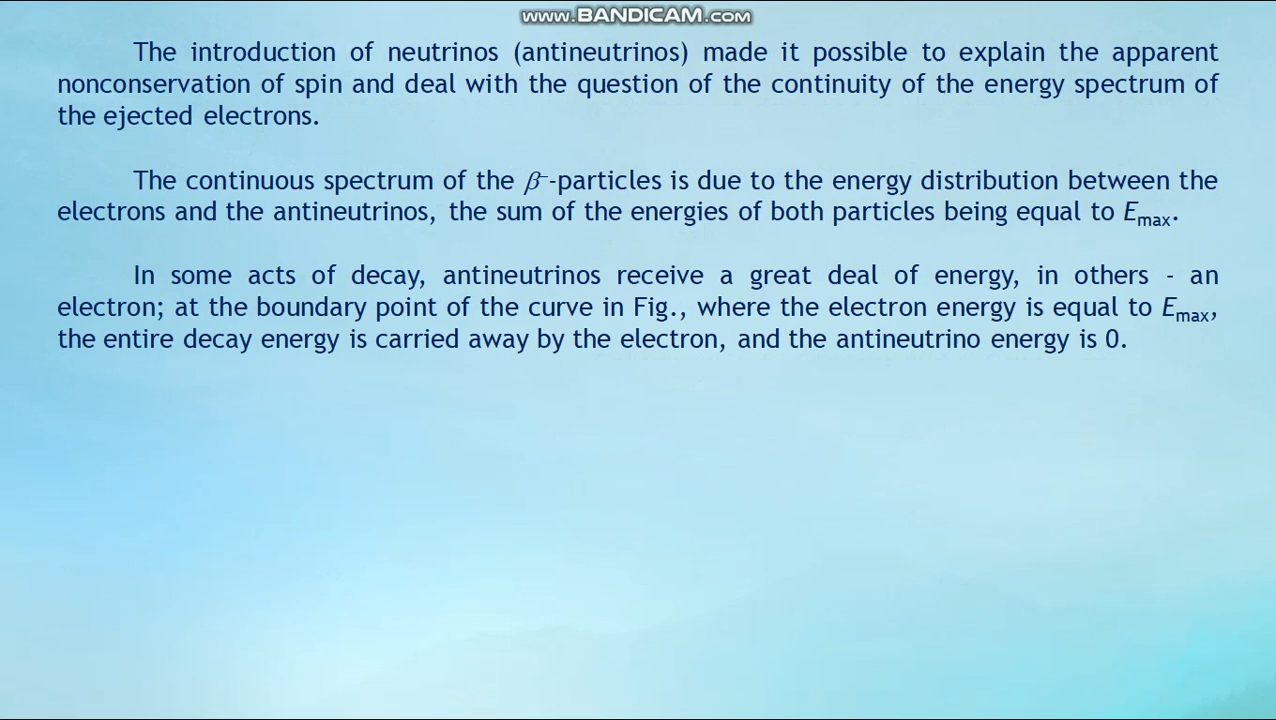 www.BANDICAM.com
The introduction of neutrinos (antineutrinos) made it possible to explain the apparent
nonconservation of spin and deal with the question of the continuity of the energy spectrum of
the ejected electrons.
The continuous spectrum of the β⁻-particles is due to the energy distribution between the
electrons and the antineutrinos, the sum of the energies of both particles being equal to Emax.
In some acts of decay, antineutrinos receive a great deal of energy, in others - an
electron; at the boundary point of the curve in Fig., where the electron energy is equal to Emax,
the entire decay energy is carried away by the electron, and the antineutrino energy is 0.